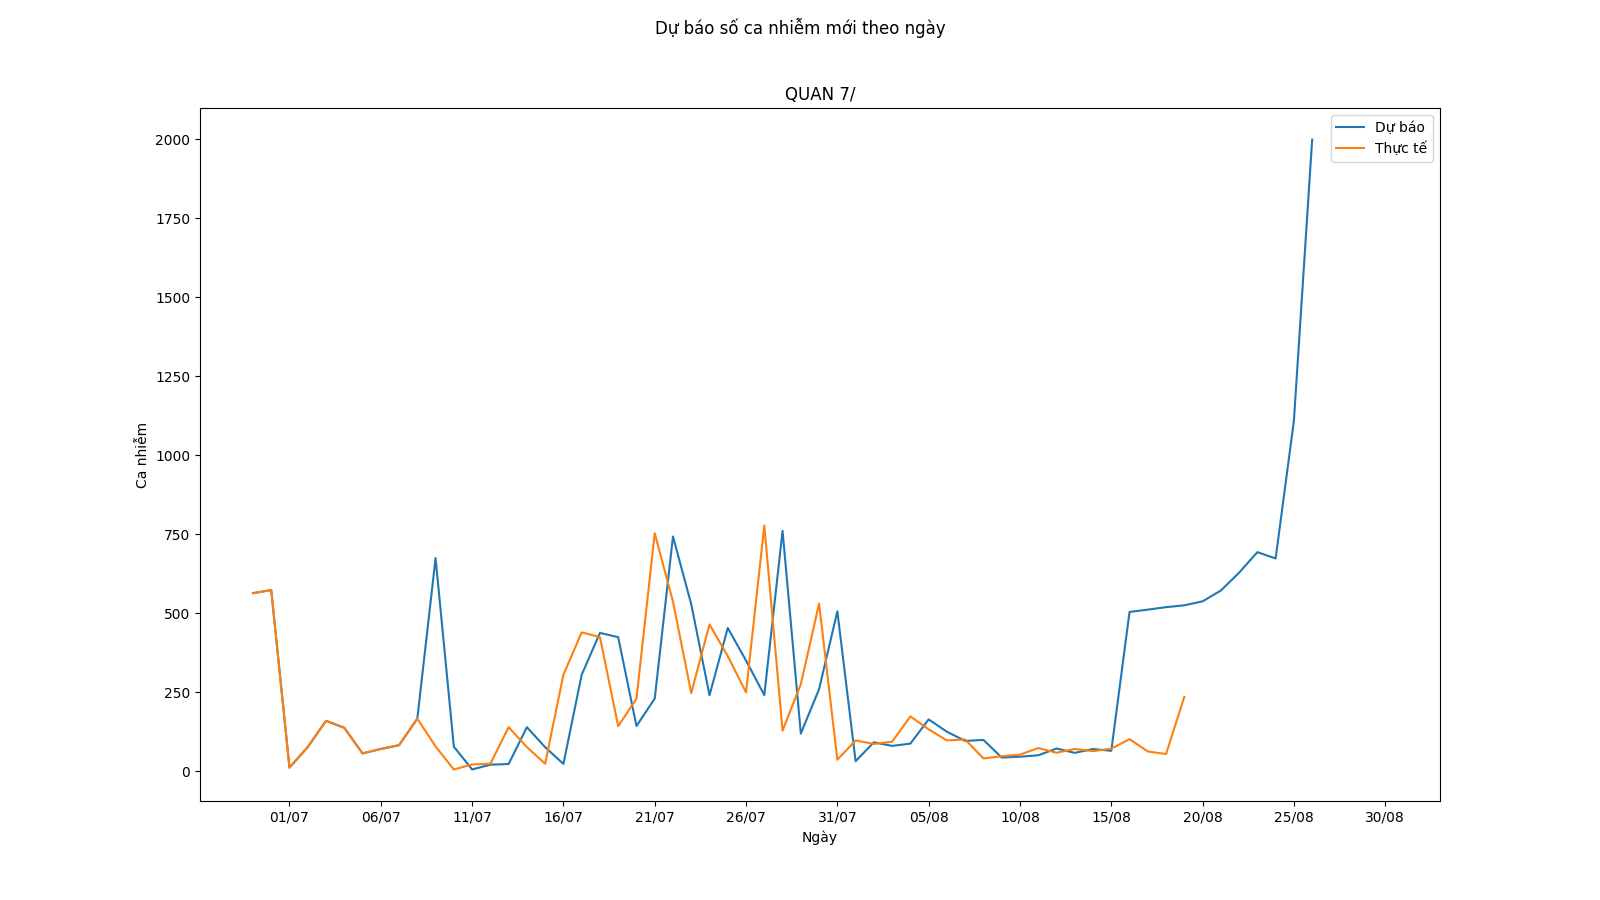 Dự báo số ca nhiễm mới theo ngày
QUAN 7/
Dự báo
Thực tế
2000
1750
1500
1250
1000
750
500
250
0
Ca nhiễm
01/07 06/07 11/07 16/07 21/07 26/07 31/07 05/08 10/08 15/08 20/08 25/08 30/08
Ngày